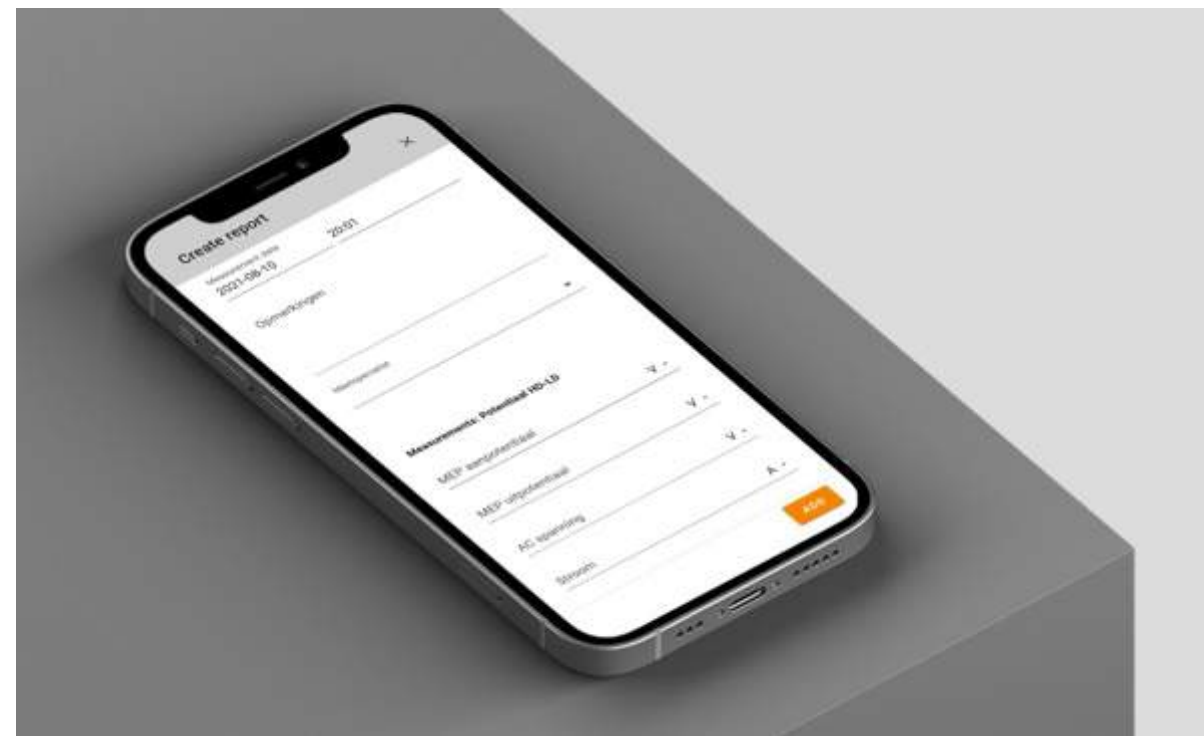 Create report
Measurement date
2021-08-10 20:01
Opmerkingen
Measurements: Potentiaal HD-LD
MEP aanpotentiaal V
MEP uitpotentiaal V
AC spanning V
Stroom A
ADD